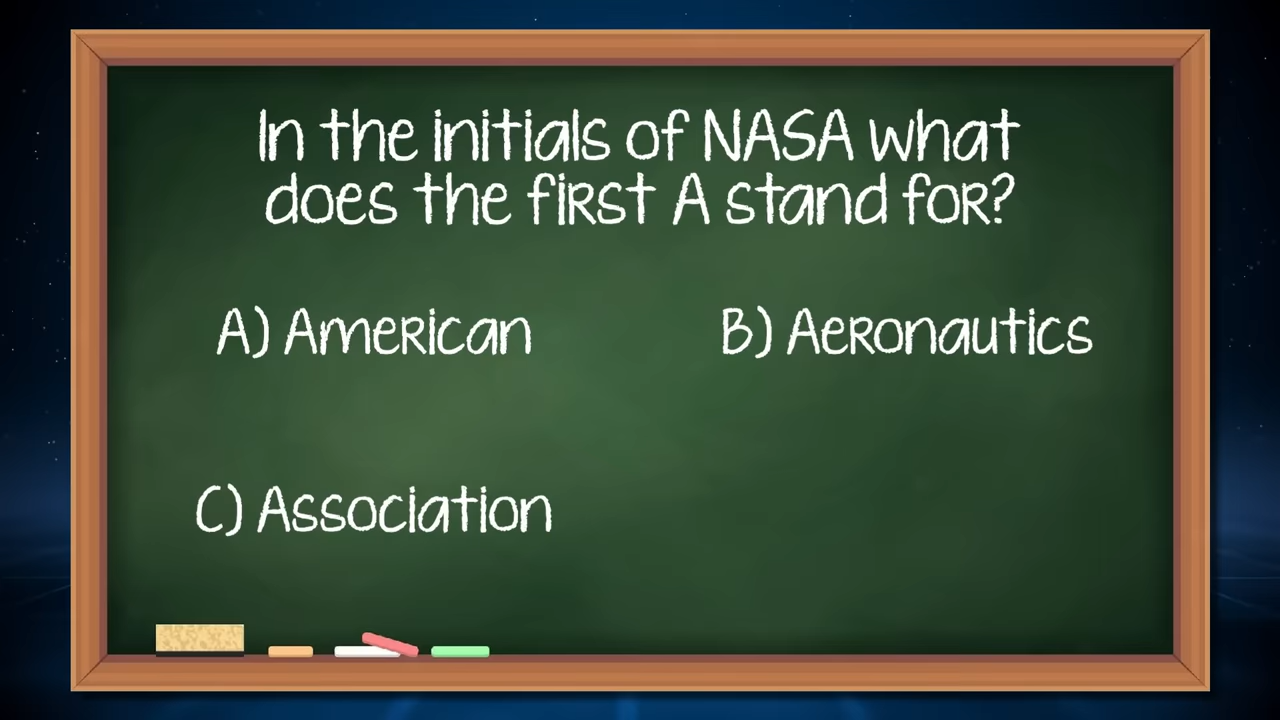 In the initials of NASA what
does the first A stand for?
A) American
B) Aeronautics
C) Association